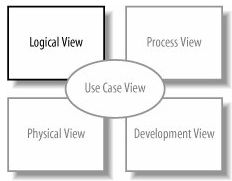 Logical View
Process View
Use Case View
Physical View
Development View